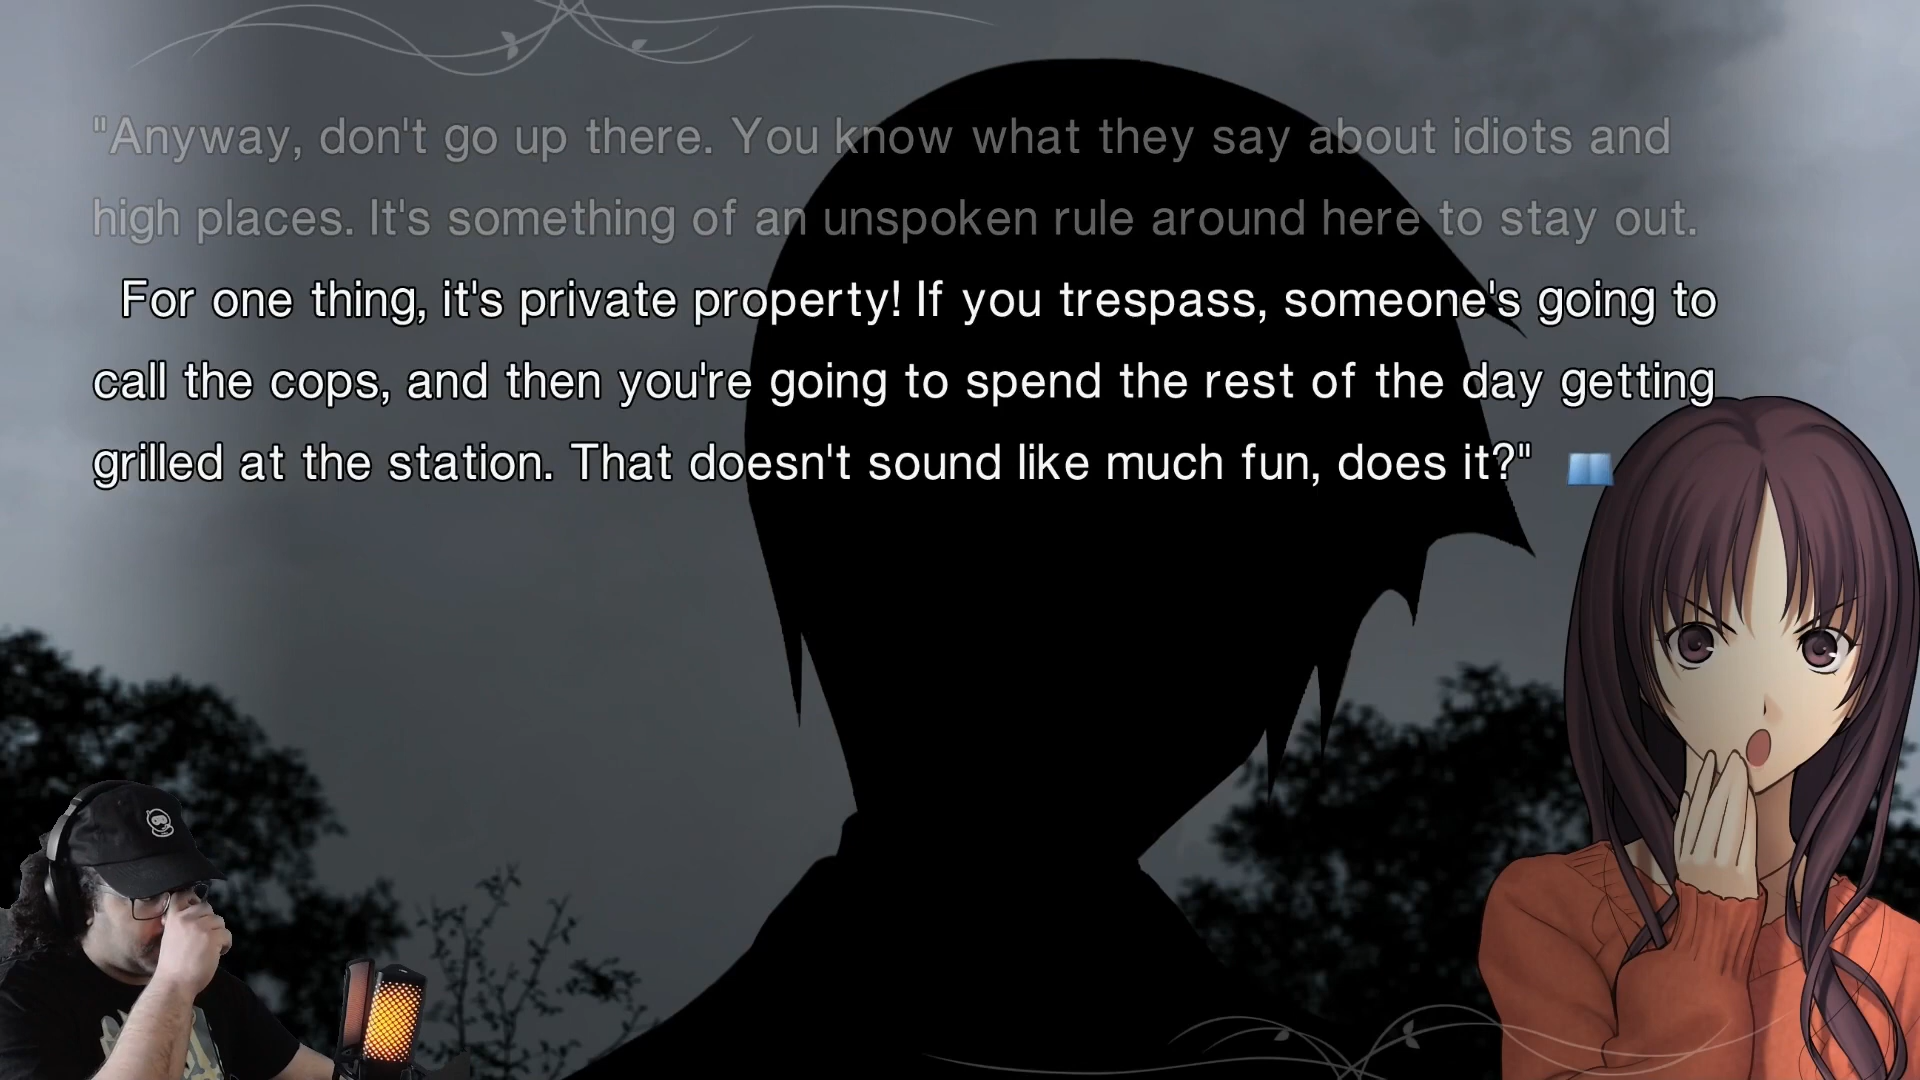 "Anyway, don't go up there. You know what they say about idiots and
high places. It's something of an unspoken rule around here to stay out.
For one thing, it's private property! If you trespass, someone's going to
call the cops, and then you're going to spend the rest of the day getting
grilled at the station. That doesn't sound like much fun, does it?"